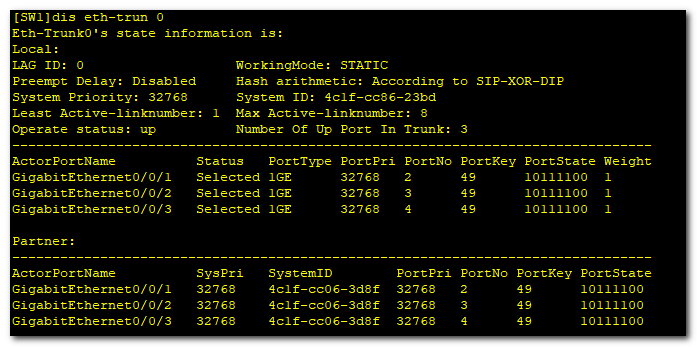 [SW1]dis eth-trun 0
Eth-Trunk0's state information is:
Local:
LAG ID: 0 WorkingMode: STATIC
Preempt Delay: Disabled Hash arithmetic: According to SIP-XOR-DIP
System Priority: 32768 System ID: 4c1f-cc86-23bd
Least Active-linknumber: 1 Max Active-linknumber: 8
Operate status: up Number Of Up Port In Trunk: 3
--------------------------------------------------------------------------------
ActorPortName Status PortType PortPri PortNo PortKey PortState Weight
GigabitEthernet0/0/1 Selected 1GE 32768 2 49 10111100 1
GigabitEthernet0/0/2 Selected 1GE 32768 3 49 10111100 1
GigabitEthernet0/0/3 Selected 1GE 32768 4 49 10111100 1
Partner:
--------------------------------------------------------------------------------
ActorPortName SysPri SystemID PortPri PortNo PortKey PortState
GigabitEthernet0/0/1 32768 4c1f-cc06-3d8f 32768 2 49 10111100
GigabitEthernet0/0/2 32768 4c1f-cc06-3d8f 32768 3 49 10111100
GigabitEthernet0/0/3 32768 4c1f-cc06-3d8f 32768 4 49 10111100